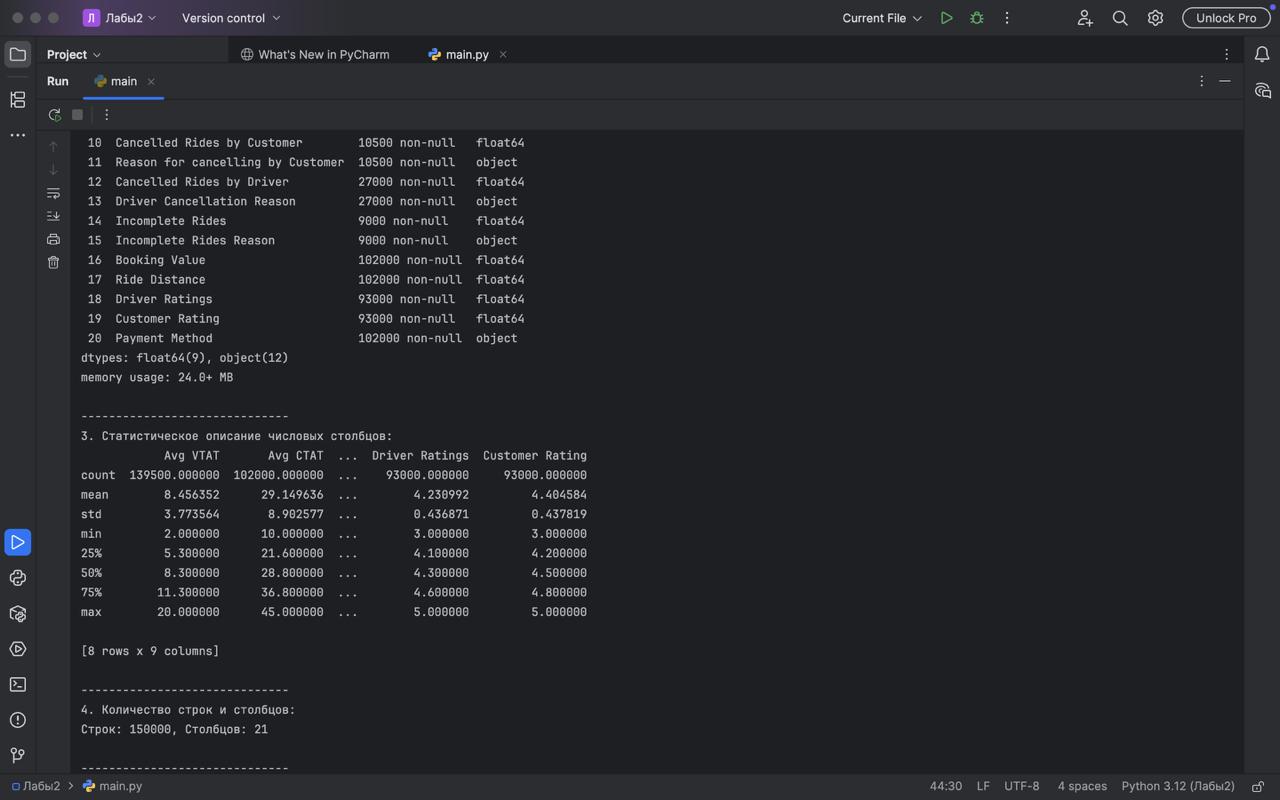 Л Лабы2 Version control Current File Unlock Pro
Project What's New in PyCharm main.py
Run main
10 Cancelled Rides by Customer 10500 non-null float64
11 Reason for cancelling by Customer 10500 non-null object
12 Cancelled Rides by Driver 27000 non-null float64
13 Driver Cancellation Reason 27000 non-null object
14 Incomplete Rides 9000 non-null float64
15 Incomplete Rides Reason 9000 non-null object
16 Booking Value 102000 non-null float64
17 Ride Distance 102000 non-null float64
18 Driver Ratings 93000 non-null float64
19 Customer Rating 93000 non-null float64
20 Payment Method 102000 non-null object
dtypes: float64(9), object(12)
memory usage: 24.0+ MB
------------------------------
3. Статистическое описание числовых столбцов:
Avg VTAT Avg CTAT ... Driver Ratings Customer Rating
count 139500.000000 102000.000000 ... 93000.000000 93000.000000
mean 8.456352 29.149636 ... 4.230992 4.404584
std 3.773564 8.902577 ... 0.436871 0.437819
min 2.000000 10.000000 ... 3.000000 3.000000
25% 5.300000 21.600000 ... 4.100000 4.200000
50% 8.300000 28.800000 ... 4.300000 4.500000
75% 11.300000 36.800000 ... 4.600000 4.800000
max 20.000000 45.000000 ... 5.000000 5.000000
[8 rows x 9 columns]
------------------------------
4. Количество строк и столбцов:
Строк: 150000, Столбцов: 21
------------------------------
Лабы2 main.py 44:30 LF UTF-8 4 spaces Python 3.12 (Лабы2)